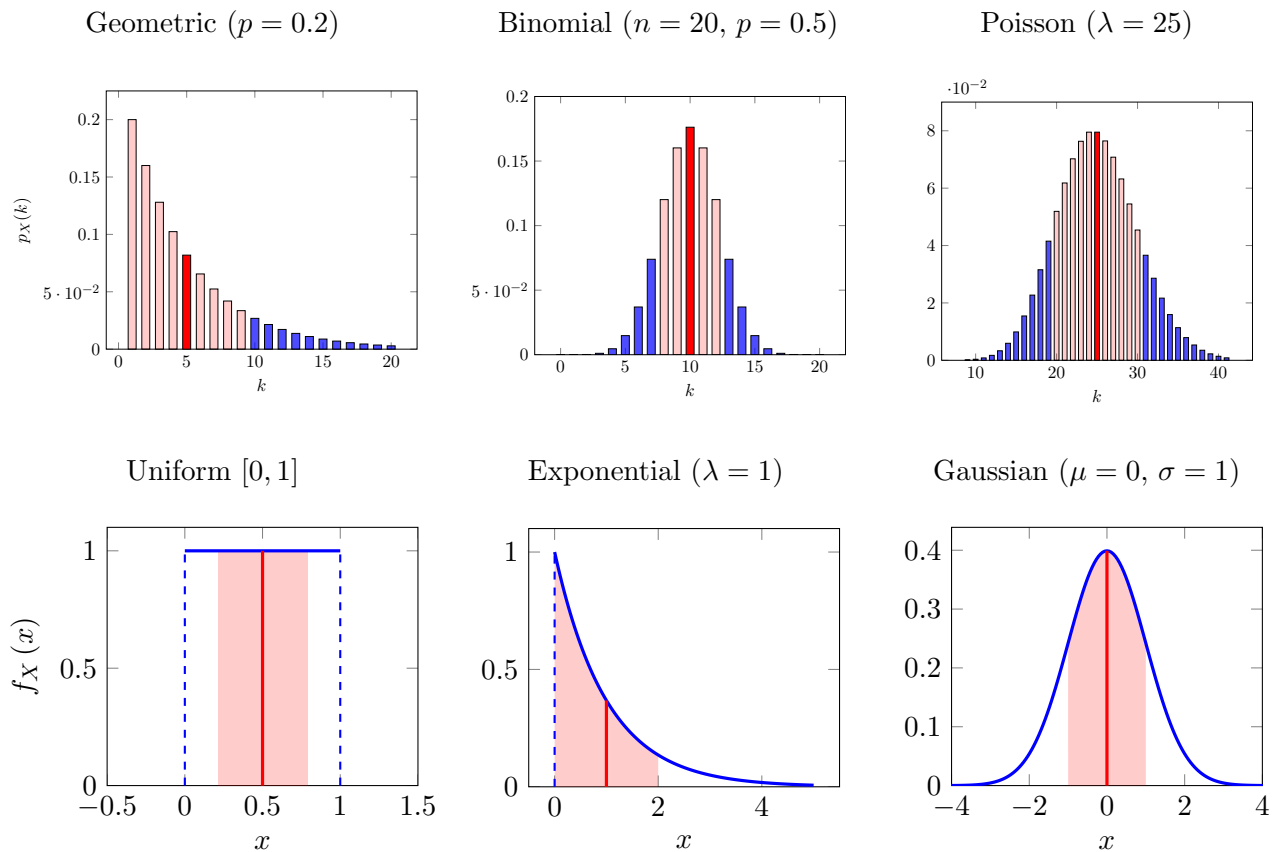 Geometric (p = 0.2)
0 5 10 15 20
0
5 · 10⁻²
0.1
0.15
0.2
k
p_X(k)
Binomial (n = 20, p = 0.5)
0 5 10 15 20
0
5 · 10⁻²
0.1
0.15
0.2
k
Poisson (λ = 25)
·10⁻²
10 20 30 40
0
2
4
6
8
k
Uniform [0, 1]
−0.5 0 0.5 1 1.5
0
0.5
1
x
f_X (x)
Exponential (λ = 1)
0 2 4
0
0.5
1
x
Gaussian (μ = 0, σ = 1)
−4 −2 0 2 4
0
0.1
0.2
0.3
0.4
x